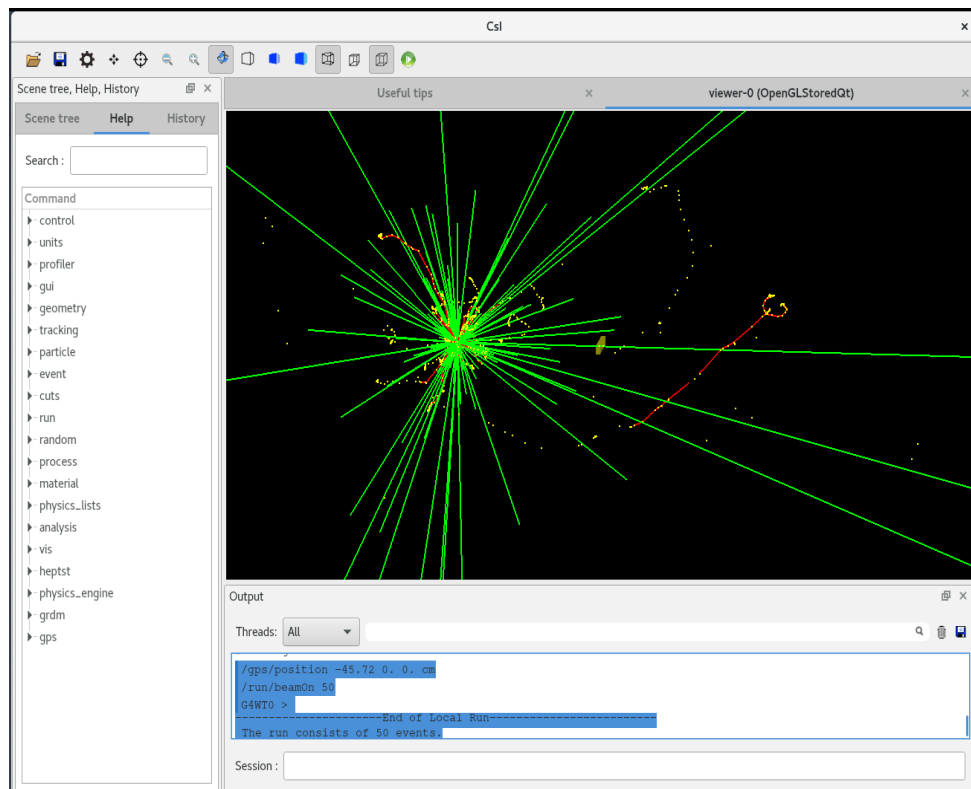 CsI
Scene tree, Help, History
Useful tips
viewer-0 (OpenGLStoredQt)
Scene tree
Help
History
Search :
Command
control
units
profiler
gui
geometry
tracking
particle
event
cuts
run
random
process
material
physics_lists
analysis
vis
heptst
physics_engine
grdm
gps
Output
Threads: All
/gps/position -45.72 0. 0. cm
/run/beamOn 50
G4WT0 >
---------------------End of Local Run------------------------
The run consists of 50 events.
Session :